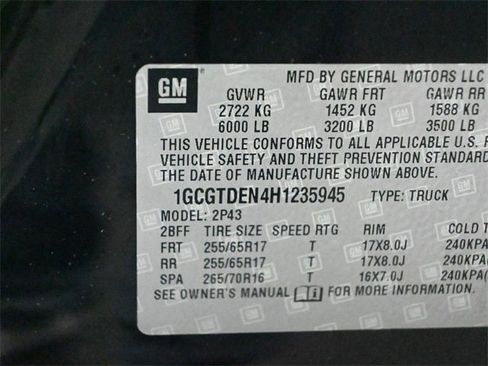 GM MFD BY GENERAL MOTORS LLC
GVWR GAWR FRT GAWR RR
2722 KG 1452 KG 1588 KG
6000 LB 3200 LB 3500 LB
THIS VEHICLE CONFORMS TO ALL APPLICABLE U.S.
VEHICLE SAFETY AND THEFT PREVENTION STANDARD
THE DATE OF MANUFACTURE SHOWN ABOVE.
1GCGTDEN4H1235945 TYPE: TRUCK
MODEL: 2P43
2BFF TIRE SIZE SPEED RTG RIM COLD T
FRT 255/65R17 T 17X8.0J 240KPA(
RR 255/65R17 T 17X8.0J 240KPA(
SPA 265/70R16 T 16X7.0J 240KPA(
SEE OWNER'S MANUAL FOR MORE INFORMATION.